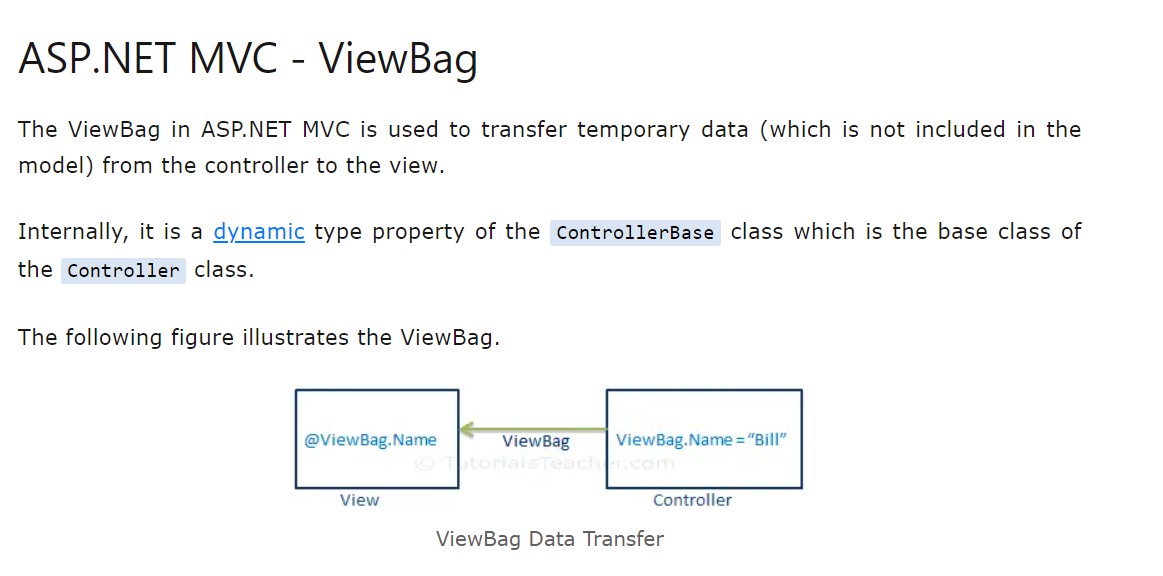 ASP.NET MVC - ViewBag
The ViewBag in ASP.NET MVC is used to transfer temporary data (which is not included in the
model) from the controller to the view.
Internally, it is a dynamic type property of the ControllerBase class which is the base class of
the Controller class.
The following figure illustrates the ViewBag.
@ViewBag.Name
ViewBag
ViewBag.Name="Bill"
© TutorialsTeacher.com
View
Controller
ViewBag Data Transfer